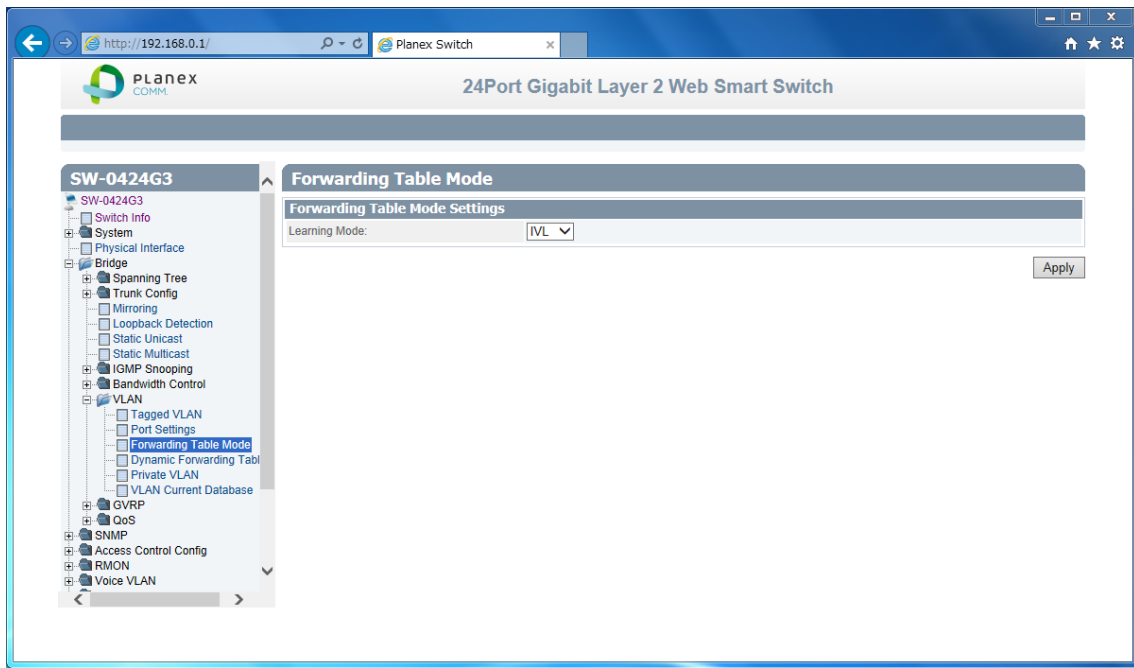 http://192.168.0.1/
Planex Switch
PLanex
COMM.
24Port Gigabit Layer 2 Web Smart Switch
SW-0424G3
SW-0424G3
Switch Info
System
Physical Interface
Bridge
Spanning Tree
Trunk Config
Mirroring
Loopback Detection
Static Unicast
Static Multicast
IGMP Snooping
Bandwidth Control
VLAN
Tagged VLAN
Port Settings
Forwarding Table Mode
Dynamic Forwarding Tabl
Private VLAN
VLAN Current Database
GVRP
QoS
SNMP
Access Control Config
RMON
Voice VLAN
Forwarding Table Mode
Forwarding Table Mode Settings
Learning Mode: IVL
Apply